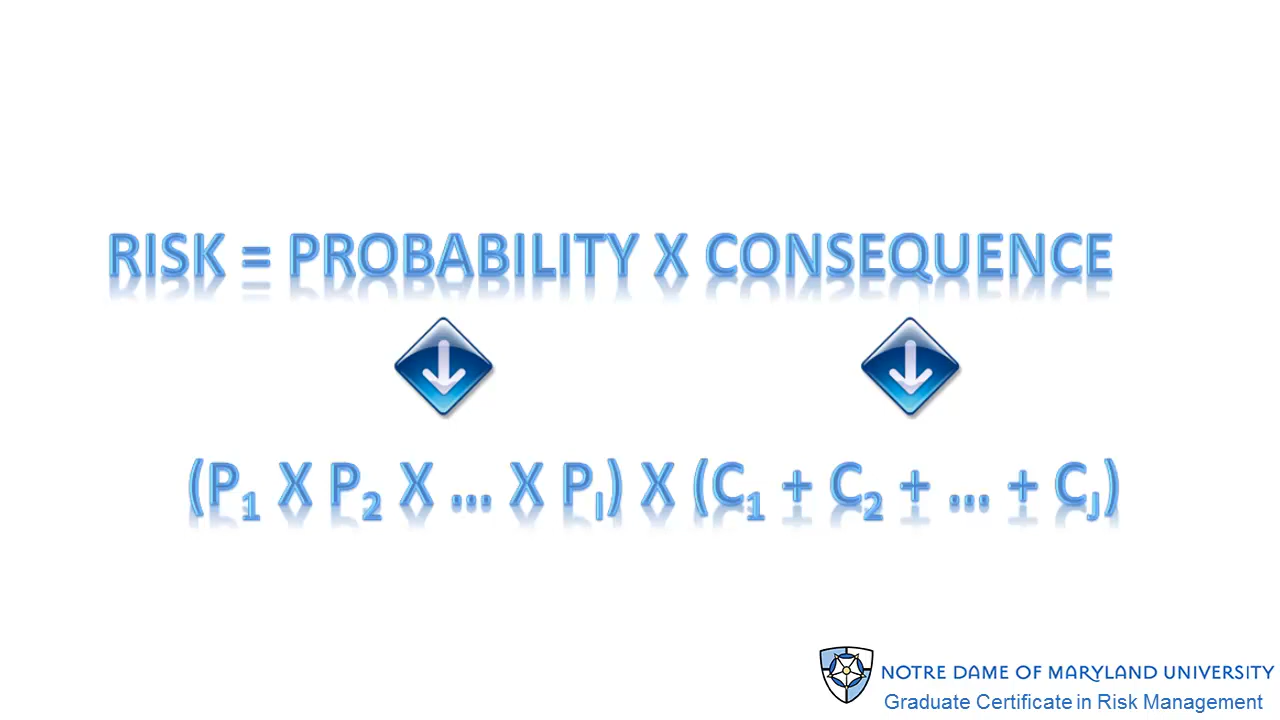 RISK = PROBABILITY X CONSEQUENCE
(P₁ X P₂ X ... X Pᵢ) X (C₁ + C₂ + ... + Cⱼ)
NOTRE DAME OF MARYLAND UNIVERSITY
Graduate Certificate in Risk Management